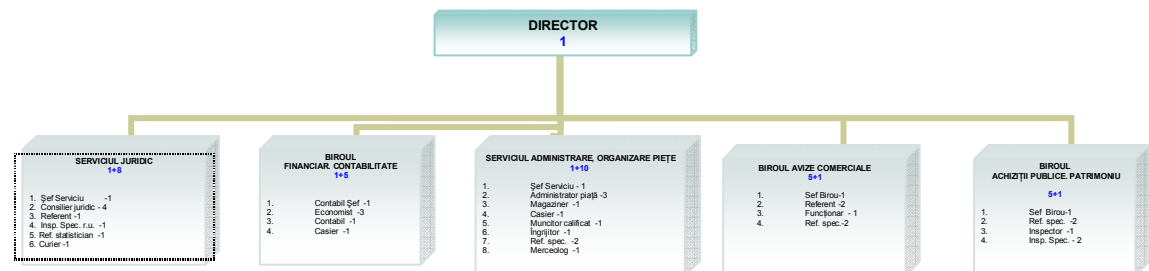 DIRECTOR
1
SERVICIUL JURIDIC
1+8
1. Şef Serviciu -1
2. Consilier juridic - 4
3. Referent -1
4. Insp. Spec. r.u. -1
5. Ref. statistician -1
6. Curier -1
BIROUL
FINANCIAR. CONTABILITATE
1+5
1. Contabil Şef -1
2. Economist -3
3. Contabil -1
4. Casier -1
SERVICIUL ADMINISTRARE, ORGANIZARE PIEŢE
1+10
1. Şef Serviciu - 1
2. Administrator piaţă -3
3. Magaziner -1
4. Casier -1
5. Muncitor calificat -1
6. Îngrijitor -1
7. Ref. spec. -2
8. Merceolog -1
BIROUL AVIZE COMERCIALE
5+1
1. Sef Birou-1
2. Referent -2
3. Funcţionar - 1
4. Ref. spec.-2
BIROUL
ACHIZIŢII PUBLICE. PATRIMONIU
5+1
1. Sef Birou-1
2. Ref. spec. -2
3. Inspector -1
4. Insp. Spec. - 2